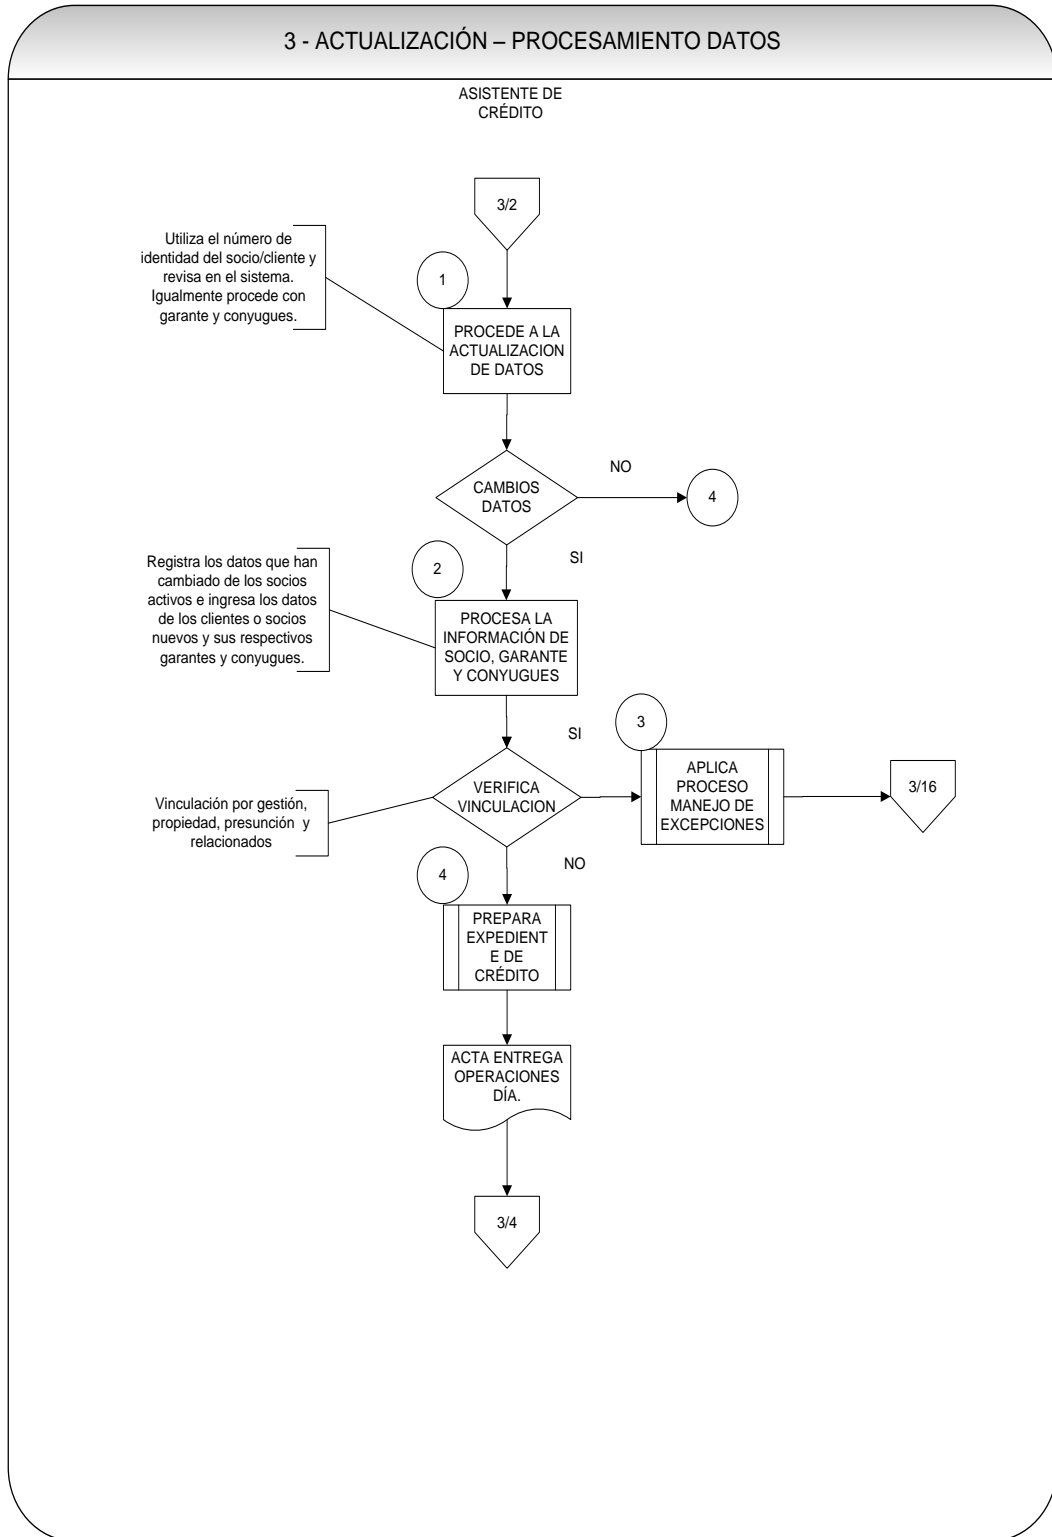 3 - ACTUALIZACIÓN – PROCESAMIENTO DATOS
ASISTENTE DE
CRÉDITO
3/2
Utiliza el número de
identidad del socio/cliente y
revisa en el sistema.
Igualmente procede con
garante y conyugues.
1
PROCEDE A LA
ACTUALIZACION
DE DATOS
CAMBIOS
DATOS
NO
4
SI
Registra los datos que han
cambiado de los socios
activos e ingresa los datos
de los clientes o socios
nuevos y sus respectivos
garantes y conyugues.
2
PROCESA LA
INFORMACIÓN DE
SOCIO, GARANTE
Y CONYUGUES
Vinculación por gestión,
propiedad, presunción y
relacionados
VERIFICA
VINCULACION
SI
3
APLICA
PROCESO
MANEJO DE
EXCEPCIONES
3/16
NO
4
PREPARA
EXPEDIENT
E DE
CRÉDITO
ACTA ENTREGA
OPERACIONES
DÍA.
3/4